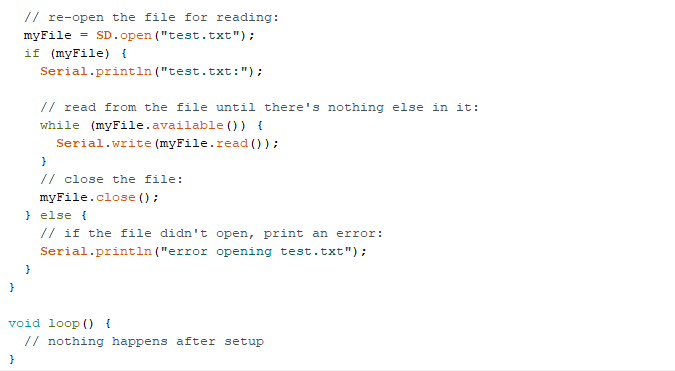 // re-open the file for reading:
myFile = SD.open("test.txt");
if (myFile) {
Serial.println("test.txt:");
// read from the file until there's nothing else in it:
while (myFile.available()) {
Serial.write(myFile.read());
}
// close the file:
myFile.close();
} else {
// if the file didn't open, print an error:
Serial.println("error opening test.txt");
}
}
void loop() {
// nothing happens after setup
}